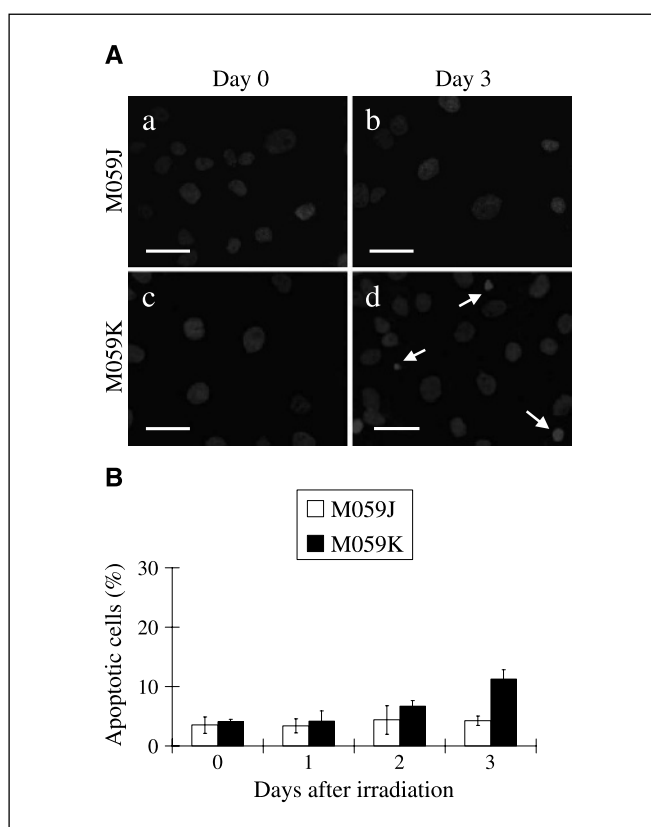 A
Day 0
Day 3
M059J
a
b
M059K
c
d
B
M059J
M059K
Apoptotic cells (%)
30
20
10
0
0 1 2 3
Days after irradiation